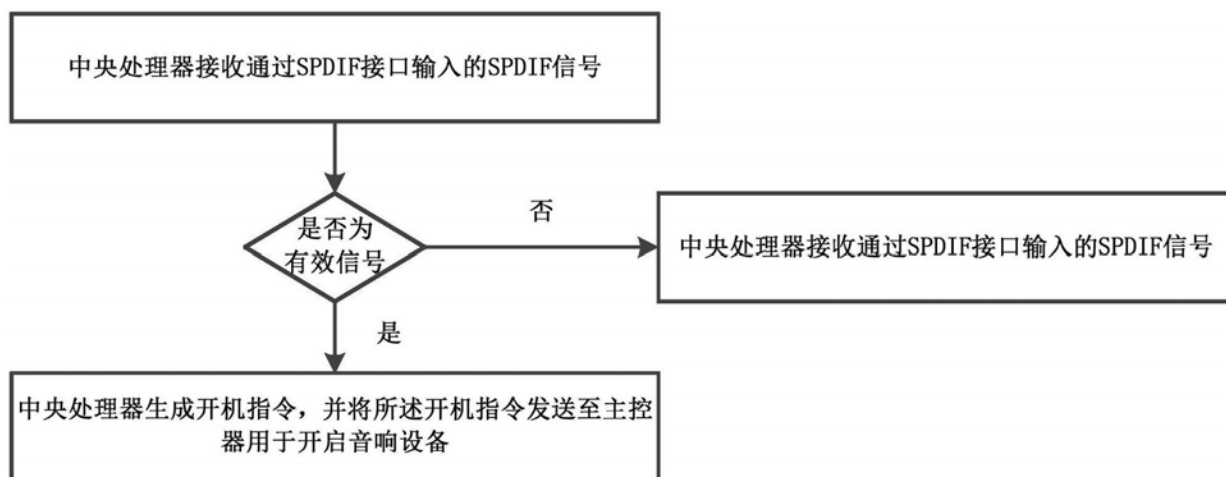 中央处理器接收通过SPDIF接口输入的SPDIF信号
是否为
有效信号
否
中央处理器接收通过SPDIF接口输入的SPDIF信号
是
中央处理器生成开机指令，并将所述开机指令发送至主控
器用于开启音响设备